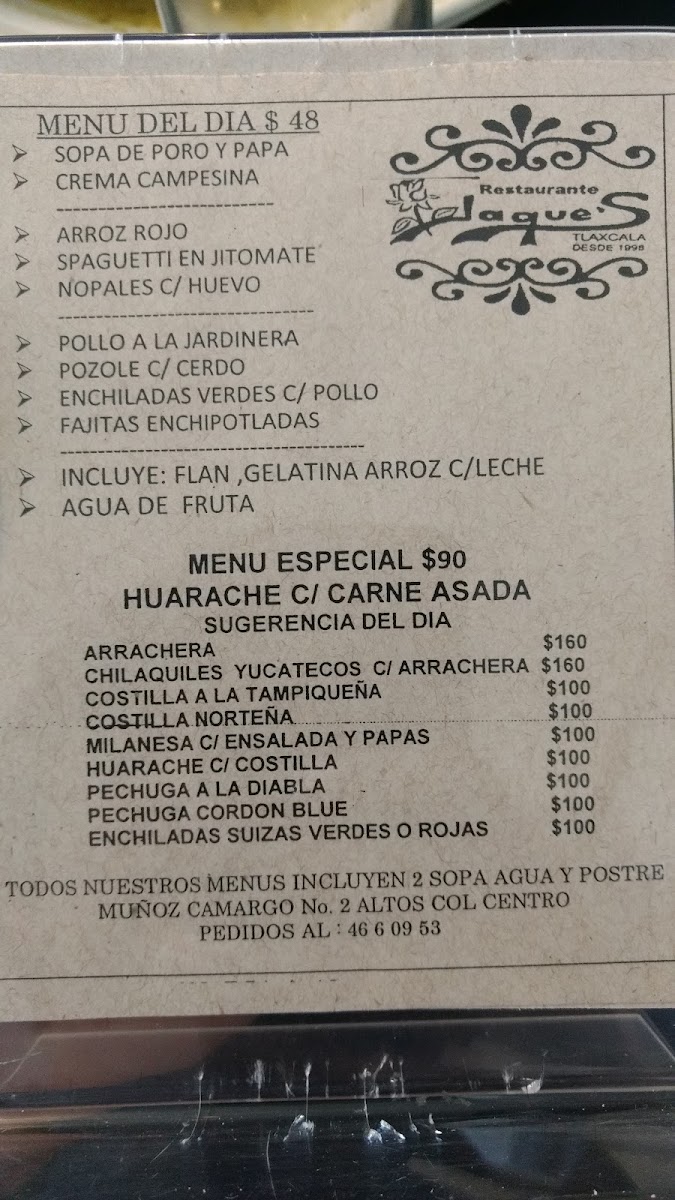 MENU DEL DIA $ 48
SOPA DE PORO Y PAPA
CREMA CAMPESINA
--------------------------
ARROZ ROJO
SPAGUETTI EN JITOMATE
NOPALES C/ HUEVO
-------------------------------
POLLO A LA JARDINERA
POZOLE C/ CERDO
ENCHILADAS VERDES C/ POLLO
FAJITAS ENCHIPOTLADAS
-------------------------------------
INCLUYE: FLAN ,GELATINA ARROZ C/LECHE
AGUA DE FRUTA
Restaurante
Jaque'S
TLAXCALA
DESDE 1998
MENU ESPECIAL $90
HUARACHE C/ CARNE ASADA
SUGERENCIA DEL DIA
ARRACHERA $160
CHILAQUILES YUCATECOS C/ ARRACHERA $160
COSTILLA A LA TAMPIQUEÑA $100
COSTILLA NORTEÑA $100
MILANESA C/ ENSALADA Y PAPAS $100
HUARACHE C/ COSTILLA $100
PECHUGA A LA DIABLA $100
PECHUGA CORDON BLUE $100
ENCHILADAS SUIZAS VERDES O ROJAS $100
TODOS NUESTROS MENUS INCLUYEN 2 SOPA AGUA Y POSTRE
MUÑOZ CAMARGO No. 2 ALTOS COL CENTRO
PEDIDOS AL : 46 6 09 53